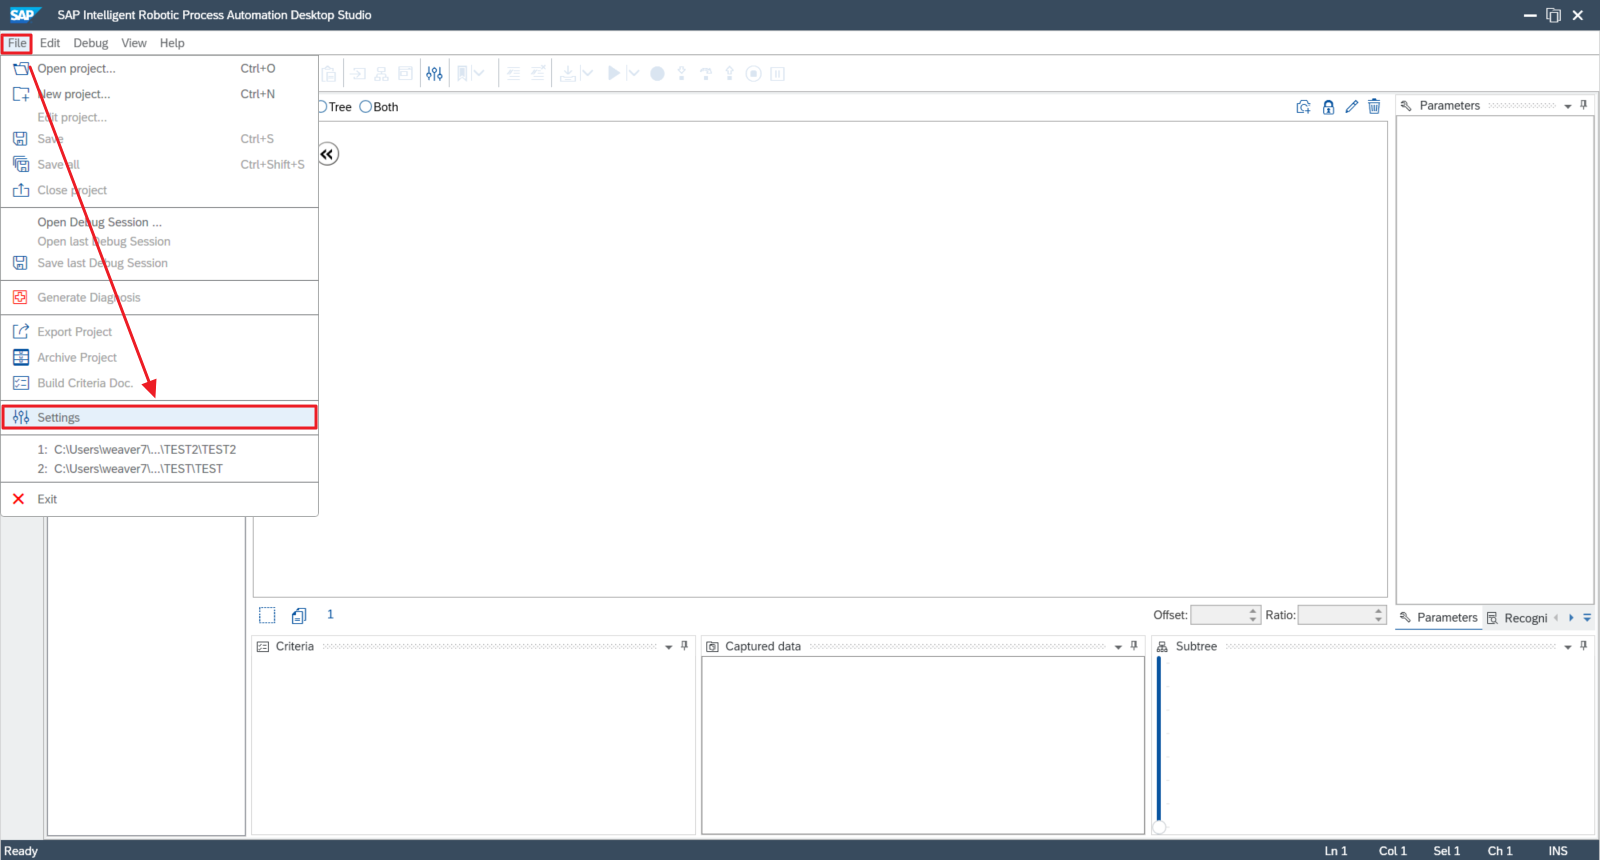 SAP SAP Intelligent Robotic Process Automation Desktop Studio
File Edit Debug View Help
Open project... Ctrl+O
New project... Ctrl+N
Edit project...
Save Ctrl+S
Save all Ctrl+Shift+S
Close project
Open Debug Session ...
Open last Debug Session
Save last Debug Session
Generate Diagnosis
Export Project
Archive Project
Build Criteria Doc.
Settings
1: C:\Users\weaver7\...\TEST2\TEST2
2: C:\Users\weaver7\...\TEST\TEST
Exit
Tree Both
Parameters
1
Offset: Ratio:
Parameters Recogni
Criteria
Captured data
Subtree
Ready Ln 1 Col 1 Sel 1 Ch 1 INS